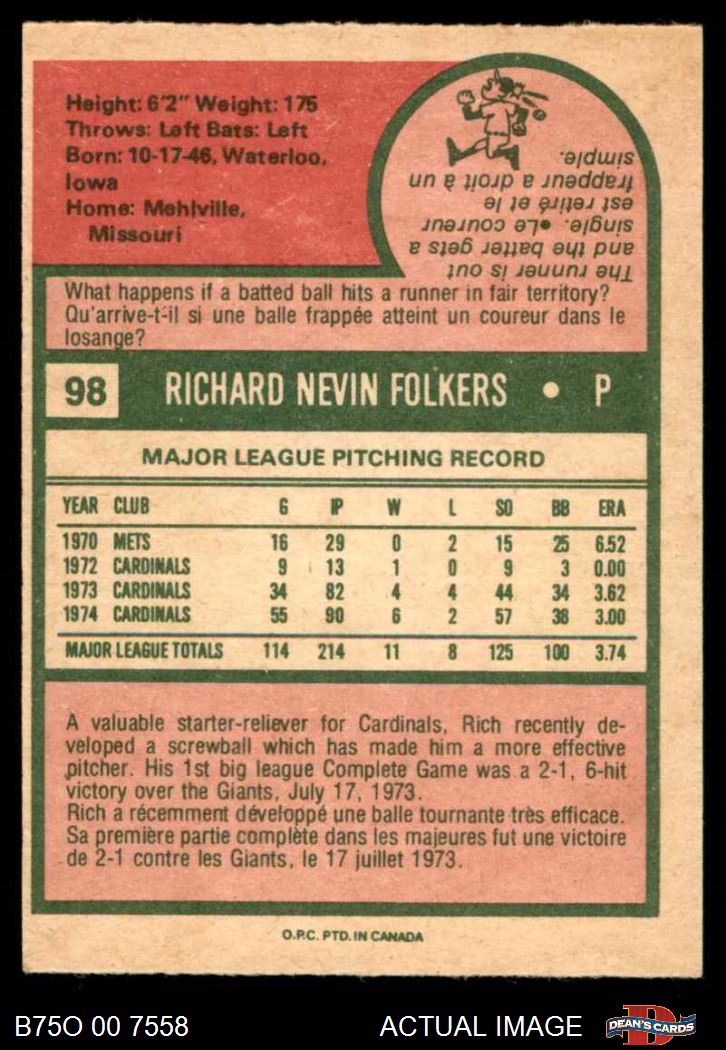 Height: 6'2" Weight: 175
Throws: Left Bats: Left
Born: 10-17-46, Waterloo,
Iowa
Home: Mehlville,
Missouri
The runner is out
and the batter gets a
single. •Le coureur
est retiré et le
frappeur a droit à un
simple.
What happens if a batted ball hits a runner in fair territory?
Qu'arrive-t-il si une balle frappée atteint un coureur dans le
losange?
98 RICHARD NEVIN FOLKERS • P
MAJOR LEAGUE PITCHING RECORD
YEAR CLUB G IP W L SO BB ERA
1970 METS 16 29 0 2 15 25 6.52
1972 CARDINALS 9 13 1 0 9 3 0.00
1973 CARDINALS 34 82 4 4 44 34 3.62
1974 CARDINALS 55 90 6 2 57 38 3.00
MAJOR LEAGUE TOTALS 114 214 11 8 125 100 3.74
A valuable starter-reliever for Cardinals, Rich recently de-
veloped a screwball which has made him a more effective
pitcher. His 1st big league Complete Game was a 2-1, 6-hit
victory over the Giants, July 17, 1973.
Rich a récemment développé une balle tournante très efficace.
Sa première partie complète dans les majeures fut une victoire
de 2-1 contre les Giants, le 17 juillet 1973.
O.P.C. PTD. IN CANADA
B75O 00 7558 ACTUAL IMAGE DEAN'S CARDS